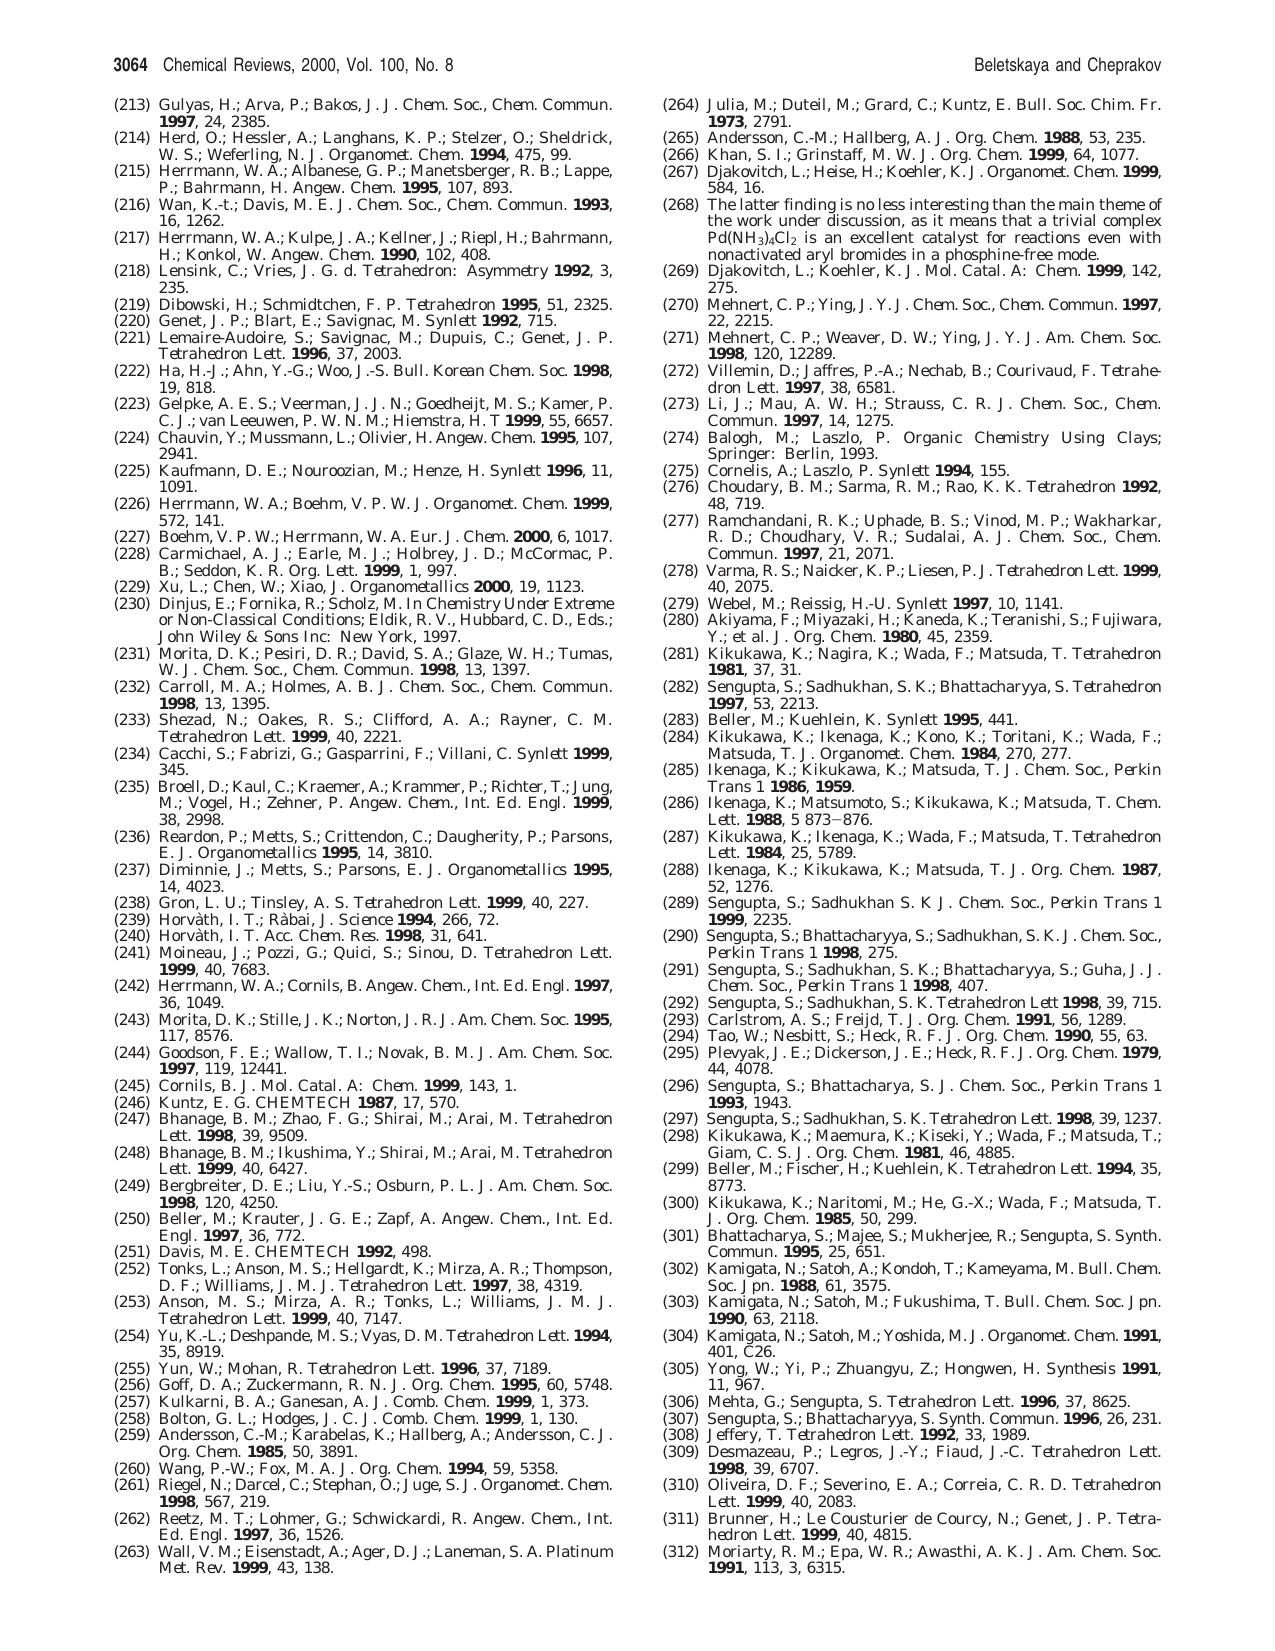 3064 Chemical Reviews, 2000, Vol. 100, No. 8
Beletskaya and Cheprakov
(213) Gulyas, H.; Arva, P.; Bakos, J. J. Chem. Soc., Chem. Commun.
1997, 24, 2385.
(214) Herd, O.; Hessler, A.; Langhans, K. P.; Stelzer, O.; Sheldrick,
W. S.; Weferling, N. J. Organomet. Chem. 1994, 475, 99.
(215) Herrmann, W. A.; Albanese, G. P.; Manetsberger, R. B.; Lappe,
P.; Bahrmann, H. Angew. Chem. 1995, 107, 893.
(216) Wan, K.-t.; Davis, M. E. J. Chem. Soc., Chem. Commun. 1993,
16, 1262.
(217) Herrmann, W. A.; Kulpe, J. A.; Kellner, J.; Riepl, H.; Bahrmann,
H.; Konkol, W. Angew. Chem. 1990, 102, 408.
(218) Lensink, C.; Vries, J. G. d. Tetrahedron: Asymmetry 1992, 3,
235.
(219) Dibowski, H.; Schmidtchen, F. P. Tetrahedron 1995, 51, 2325.
(220) Genet, J. P.; Blart, E.; Savignac, M. Synlett 1992, 715.
(221) Lemaire-Audoire, S.; Savignac, M.; Dupuis, C.; Genet, J. P.
Tetrahedron Lett. 1996, 37, 2003.
(222) Ha, H.-J.; Ahn, Y.-G.; Woo, J.-S. Bull. Korean Chem. Soc. 1998,
19, 818.
(223) Gelpke, A. E. S.; Veerman, J. J. N.; Goedheijt, M. S.; Kamer, P.
C. J.; van Leeuwen, P. W. N. M.; Hiemstra, H. T 1999, 55, 6657.
(224) Chauvin, Y.; Mussmann, L.; Olivier, H. Angew. Chem. 1995, 107,
2941.
(225) Kaufmann, D. E.; Nouroozian, M.; Henze, H. Synlett 1996, 11,
1091.
(226) Herrmann, W. A.; Boehm, V. P. W. J. Organomet. Chem. 1999,
572, 141.
(227) Boehm, V. P. W.; Herrmann, W. A. Eur. J. Chem. 2000, 6, 1017.
(228) Carmichael, A. J.; Earle, M. J.; Holbrey, J. D.; McCormac, P.
B.; Seddon, K. R. Org. Lett. 1999, 1, 997.
(229) Xu, L.; Chen, W.; Xiao, J. Organometallics 2000, 19, 1123.
(230) Dinjus, E.; Fornika, R.; Scholz, M. In Chemistry Under Extreme
or Non-Classical Conditions; Eldik, R. V., Hubbard, C. D., Eds.;
John Wiley & Sons Inc: New York, 1997.
(231) Morita, D. K.; Pesiri, D. R.; David, S. A.; Glaze, W. H.; Tumas,
W. J. Chem. Soc., Chem. Commun. 1998, 13, 1397.
(232) Carroll, M. A.; Holmes, A. B. J. Chem. Soc., Chem. Commun.
1998, 13, 1395.
(233) Shezad, N.; Oakes, R. S.; Clifford, A. A.; Rayner, C. M.
Tetrahedron Lett. 1999, 40, 2221.
(234) Cacchi, S.; Fabrizi, G.; Gasparrini, F.; Villani, C. Synlett 1999,
345.
(235) Broell, D.; Kaul, C.; Kraemer, A.; Krammer, P.; Richter, T.; Jung,
M.; Vogel, H.; Zehner, P. Angew. Chem., Int. Ed. Engl. 1999,
38, 2998.
(236) Reardon, P.; Metts, S.; Crittendon, C.; Daugherity, P.; Parsons,
E. J. Organometallics 1995, 14, 3810.
(237) Diminnie, J.; Metts, S.; Parsons, E. J. Organometallics 1995,
14, 4023.
(238) Gron, L. U.; Tinsley, A. S. Tetrahedron Lett. 1999, 40, 227.
(239) Horvàth, I. T.; Ràbai, J. Science 1994, 266, 72.
(240) Horvàth, I. T. Acc. Chem. Res. 1998, 31, 641.
(241) Moineau, J.; Pozzi, G.; Quici, S.; Sinou, D. Tetrahedron Lett.
1999, 40, 7683.
(242) Herrmann, W. A.; Cornils, B. Angew. Chem., Int. Ed. Engl. 1997,
36, 1049.
(243) Morita, D. K.; Stille, J. K.; Norton, J. R. J. Am. Chem. Soc. 1995,
117, 8576.
(244) Goodson, F. E.; Wallow, T. I.; Novak, B. M. J. Am. Chem. Soc.
1997, 119, 12441.
(245) Cornils, B. J. Mol. Catal. A: Chem. 1999, 143, 1.
(246) Kuntz, E. G. CHEMTECH 1987, 17, 570.
(247) Bhanage, B. M.; Zhao, F. G.; Shirai, M.; Arai, M. Tetrahedron
Lett. 1998, 39, 9509.
(248) Bhanage, B. M.; Ikushima, Y.; Shirai, M.; Arai, M. Tetrahedron
Lett. 1999, 40, 6427.
(249) Bergbreiter, D. E.; Liu, Y.-S.; Osburn, P. L. J. Am. Chem. Soc.
1998, 120, 4250.
(250) Beller, M.; Krauter, J. G. E.; Zapf, A. Angew. Chem., Int. Ed.
Engl. 1997, 36, 772.
(251) Davis, M. E. CHEMTECH 1992, 498.
(252) Tonks, L.; Anson, M. S.; Hellgardt, K.; Mirza, A. R.; Thompson,
D. F.; Williams, J. M. J. Tetrahedron Lett. 1997, 38, 4319.
(253) Anson, M. S.; Mirza, A. R.; Tonks, L.; Williams, J. M. J.
Tetrahedron Lett. 1999, 40, 7147.
(254) Yu, K.-L.; Deshpande, M. S.; Vyas, D. M. Tetrahedron Lett. 1994,
35, 8919.
(255) Yun, W.; Mohan, R. Tetrahedron Lett. 1996, 37, 7189.
(256) Goff, D. A.; Zuckermann, R. N. J. Org. Chem. 1995, 60, 5748.
(257) Kulkarni, B. A.; Ganesan, A. J. Comb. Chem. 1999, 1, 373.
(258) Bolton, G. L.; Hodges, J. C. J. Comb. Chem. 1999, 1, 130.
(259) Andersson, C.-M.; Karabelas, K.; Hallberg, A.; Andersson, C. J.
Org. Chem. 1985, 50, 3891.
(260) Wang, P.-W.; Fox, M. A. J. Org. Chem. 1994, 59, 5358.
(261) Riegel, N.; Darcel, C.; Stephan, O.; Juge, S. J. Organomet. Chem.
1998, 567, 219.
(262) Reetz, M. T.; Lohmer, G.; Schwickardi, R. Angew. Chem., Int.
Ed. Engl. 1997, 36, 1526.
(263) Wall, V. M.; Eisenstadt, A.; Ager, D. J.; Laneman, S. A. Platinum
Met. Rev. 1999, 43, 138.
(264) Julia, M.; Duteil, M.; Grard, C.; Kuntz, E. Bull. Soc. Chim. Fr.
1973, 2791.
(265) Andersson, C.-M.; Hallberg, A. J. Org. Chem. 1988, 53, 235.
(266) Khan, S. I.; Grinstaff, M. W. J. Org. Chem. 1999, 64, 1077.
(267) Djakovitch, L.; Heise, H.; Koehler, K. J. Organomet. Chem. 1999,
584, 16.
(268) The latter finding is no less interesting than the main theme of
the work under discussion, as it means that a trivial complex
Pd(NH₃)₄Cl₂ is an excellent catalyst for reactions even with
nonactivated aryl bromides in a phosphine-free mode.
(269) Djakovitch, L.; Koehler, K. J. Mol. Catal. A: Chem. 1999, 142,
275.
(270) Mehnert, C. P.; Ying, J. Y. J. Chem. Soc., Chem. Commun. 1997,
22, 2215.
(271) Mehnert, C. P.; Weaver, D. W.; Ying, J. Y. J. Am. Chem. Soc.
1998, 120, 12289.
(272) Villemin, D.; Jaffres, P.-A.; Nechab, B.; Courivaud, F. Tetrahe-
dron Lett. 1997, 38, 6581.
(273) Li, J.; Mau, A. W. H.; Strauss, C. R. J. Chem. Soc., Chem.
Commun. 1997, 14, 1275.
(274) Balogh, M.; Laszlo, P. Organic Chemistry Using Clays;
Springer: Berlin, 1993.
(275) Cornelis, A.; Laszlo, P. Synlett 1994, 155.
(276) Choudary, B. M.; Sarma, R. M.; Rao, K. K. Tetrahedron 1992,
48, 719.
(277) Ramchandani, R. K.; Uphade, B. S.; Vinod, M. P.; Wakharkar,
R. D.; Choudhary, V. R.; Sudalai, A. J. Chem. Soc., Chem.
Commun. 1997, 21, 2071.
(278) Varma, R. S.; Naicker, K. P.; Liesen, P. J. Tetrahedron Lett. 1999,
40, 2075.
(279) Webel, M.; Reissig, H.-U. Synlett 1997, 10, 1141.
(280) Akiyama, F.; Miyazaki, H.; Kaneda, K.; Teranishi, S.; Fujiwara,
Y.; et al. J. Org. Chem. 1980, 45, 2359.
(281) Kikukawa, K.; Nagira, K.; Wada, F.; Matsuda, T. Tetrahedron
1981, 37, 31.
(282) Sengupta, S.; Sadhukhan, S. K.; Bhattacharyya, S. Tetrahedron
1997, 53, 2213.
(283) Beller, M.; Kuehlein, K. Synlett 1995, 441.
(284) Kikukawa, K.; Ikenaga, K.; Kono, K.; Toritani, K.; Wada, F.;
Matsuda, T. J. Organomet. Chem. 1984, 270, 277.
(285) Ikenaga, K.; Kikukawa, K.; Matsuda, T. J. Chem. Soc., Perkin
Trans 1 1986, 1959.
(286) Ikenaga, K.; Matsumoto, S.; Kikukawa, K.; Matsuda, T. Chem.
Lett. 1988, 5 873−876.
(287) Kikukawa, K.; Ikenaga, K.; Wada, F.; Matsuda, T. Tetrahedron
Lett. 1984, 25, 5789.
(288) Ikenaga, K.; Kikukawa, K.; Matsuda, T. J. Org. Chem. 1987,
52, 1276.
(289) Sengupta, S.; Sadhukhan S. K J. Chem. Soc., Perkin Trans 1
1999, 2235.
(290) Sengupta, S.; Bhattacharyya, S.; Sadhukhan, S. K. J. Chem. Soc.,
Perkin Trans 1 1998, 275.
(291) Sengupta, S.; Sadhukhan, S. K.; Bhattacharyya, S.; Guha, J. J.
Chem. Soc., Perkin Trans 1 1998, 407.
(292) Sengupta, S.; Sadhukhan, S. K. Tetrahedron Lett 1998, 39, 715.
(293) Carlstrom, A. S.; Freijd, T. J. Org. Chem. 1991, 56, 1289.
(294) Tao, W.; Nesbitt, S.; Heck, R. F. J. Org. Chem. 1990, 55, 63.
(295) Plevyak, J. E.; Dickerson, J. E.; Heck, R. F. J. Org. Chem. 1979,
44, 4078.
(296) Sengupta, S.; Bhattacharya, S. J. Chem. Soc., Perkin Trans 1
1993, 1943.
(297) Sengupta, S.; Sadhukhan, S. K. Tetrahedron Lett. 1998, 39, 1237.
(298) Kikukawa, K.; Maemura, K.; Kiseki, Y.; Wada, F.; Matsuda, T.;
Giam, C. S. J. Org. Chem. 1981, 46, 4885.
(299) Beller, M.; Fischer, H.; Kuehlein, K. Tetrahedron Lett. 1994, 35,
8773.
(300) Kikukawa, K.; Naritomi, M.; He, G.-X.; Wada, F.; Matsuda, T.
J. Org. Chem. 1985, 50, 299.
(301) Bhattacharya, S.; Majee, S.; Mukherjee, R.; Sengupta, S. Synth.
Commun. 1995, 25, 651.
(302) Kamigata, N.; Satoh, A.; Kondoh, T.; Kameyama, M. Bull. Chem.
Soc. Jpn. 1988, 61, 3575.
(303) Kamigata, N.; Satoh, M.; Fukushima, T. Bull. Chem. Soc. Jpn.
1990, 63, 2118.
(304) Kamigata, N.; Satoh, M.; Yoshida, M. J. Organomet. Chem. 1991,
401, C26.
(305) Yong, W.; Yi, P.; Zhuangyu, Z.; Hongwen, H. Synthesis 1991,
11, 967.
(306) Mehta, G.; Sengupta, S. Tetrahedron Lett. 1996, 37, 8625.
(307) Sengupta, S.; Bhattacharyya, S. Synth. Commun. 1996, 26, 231.
(308) Jeffery, T. Tetrahedron Lett. 1992, 33, 1989.
(309) Desmazeau, P.; Legros, J.-Y.; Fiaud, J.-C. Tetrahedron Lett.
1998, 39, 6707.
(310) Oliveira, D. F.; Severino, E. A.; Correia, C. R. D. Tetrahedron
Lett. 1999, 40, 2083.
(311) Brunner, H.; Le Cousturier de Courcy, N.; Genet, J. P. Tetra-
hedron Lett. 1999, 40, 4815.
(312) Moriarty, R. M.; Epa, W. R.; Awasthi, A. K. J. Am. Chem. Soc.
1991, 113, 3, 6315.